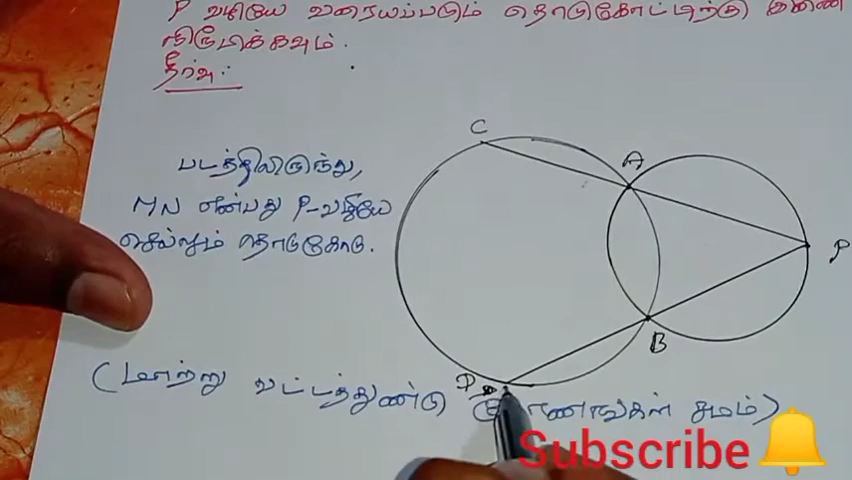 P வழியே வரையப்படும் தொடுகோட்டிற்கு இணை
நிரூபிக்கவும்.
தீர்வு:
படத்திலிருந்து,
MN என்பது P-வழியே
செல்லும் தொடுகோடு.
C
A
P
B
D
(மாற்று வட்டத்துண்டு கோணங்கள் சமம்)
Subscribe